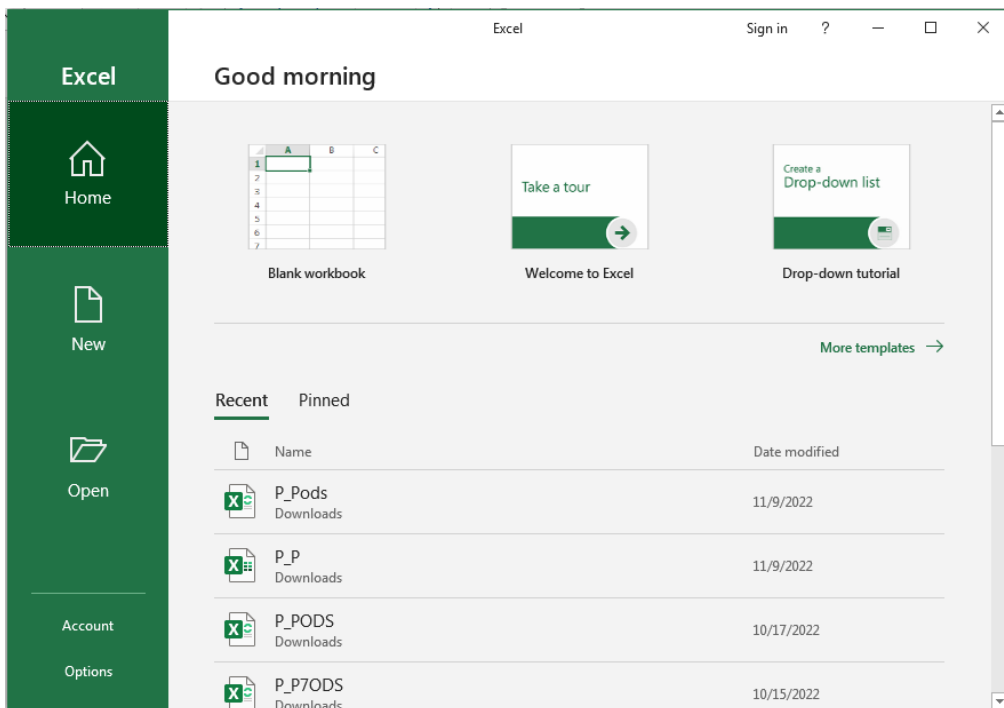 Excel
Sign in ?
Excel
Good morning
Home
New
Open
Account
Options
A B C
1
2
3
4
5
6
7
Blank workbook
Take a tour
Welcome to Excel
Create a
Drop-down list
Drop-down tutorial
More templates
Recent Pinned
Name Date modified
P_Pods
Downloads
11/9/2022
P_P
Downloads
11/9/2022
P_PODS
Downloads
10/17/2022
P_P7ODS
Downloads
10/15/2022